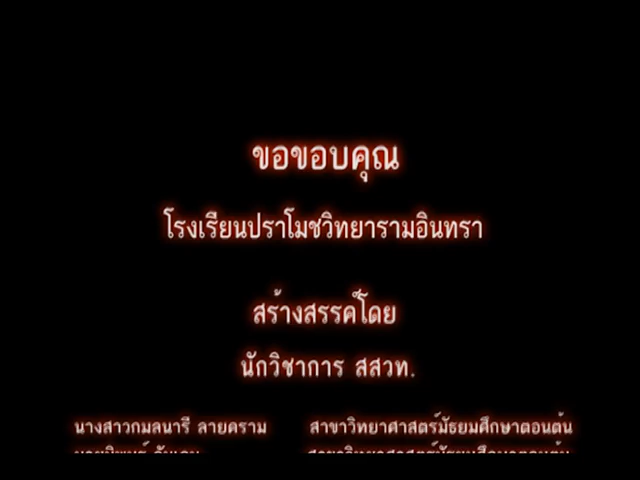 ขอขอบคุณ
โรงเรียนปราโมชวิทยารามอินทรา
สร้างสรรค์โดย
นักวิชาการ สสวท.
นางสาวกมลนารี ลายคราม สาขาวิทยาศาสตร์มัธยมศึกษาตอนต้น